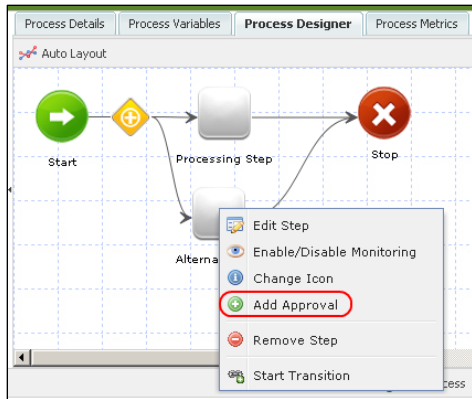 Process Details Process Variables Process Designer Process Metrics
Auto Layout
Start
Processing Step
Stop
Alterna
Edit Step
Enable/Disable Monitoring
Change Icon
Add Approval
Remove Step
Start Transition